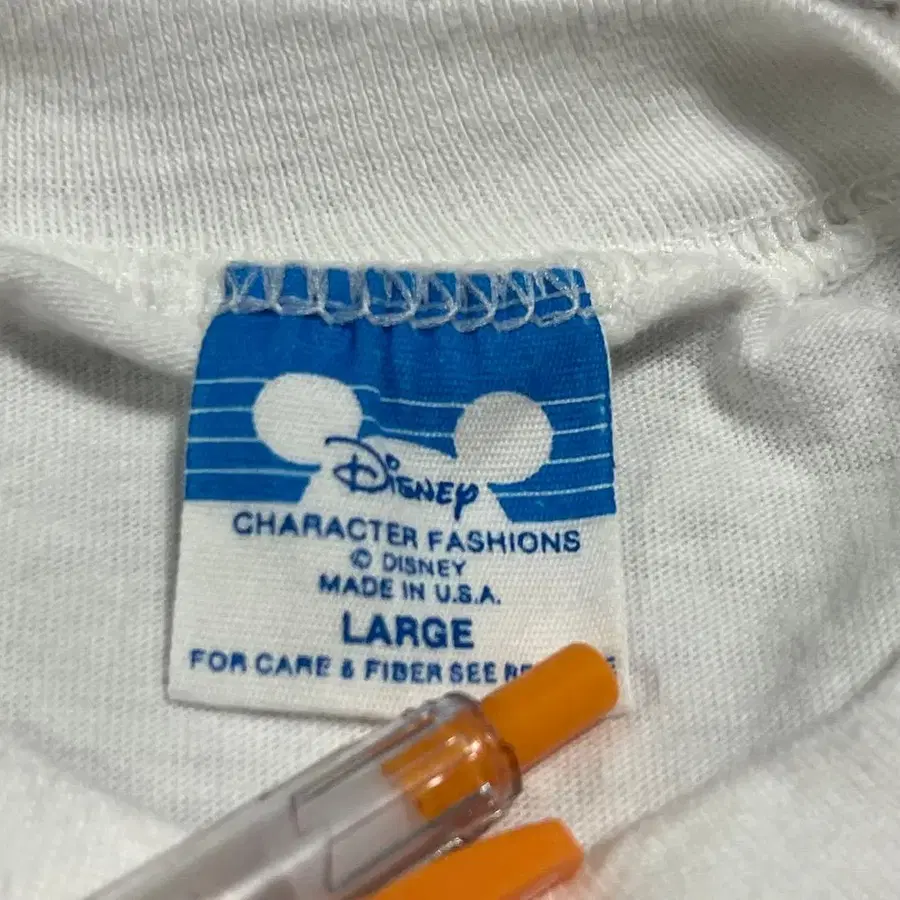 Disney
CHARACTER FASHIONS
© DISNEY
MADE IN U.S.A.
LARGE
FOR CARE & FIBER SEE